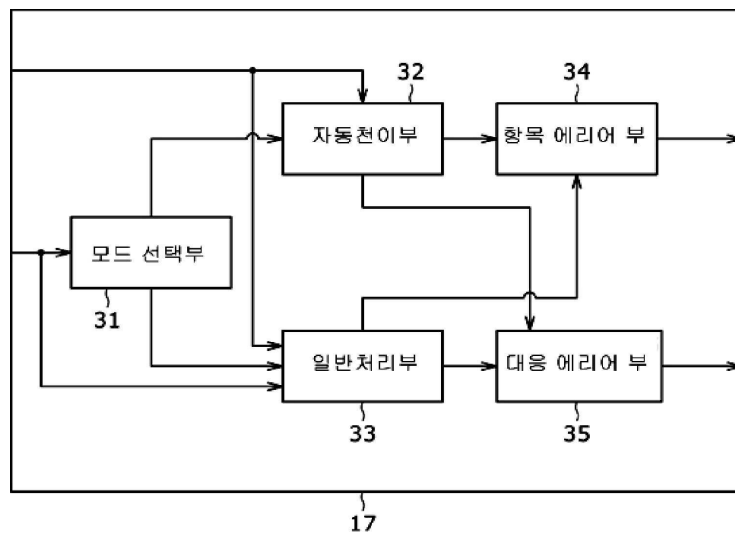 32
34
자동천이부
항목 에리어 부
모드 선택부
31
일반처리부
대응 에리어 부
33
35
17